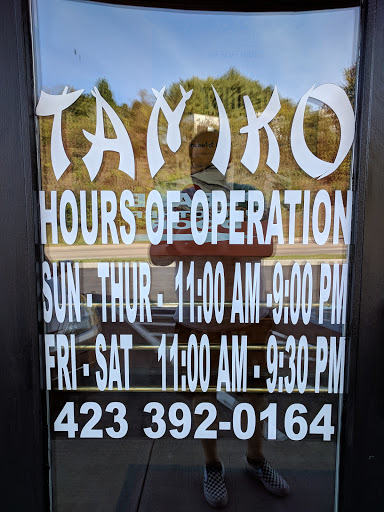 TAMIKO
HOURS OF OPERATION
SUN - THUR - 11:00 AM -9:00 PM
FRI - SAT 11:00 AM - 9:30 PM
423 392-0164